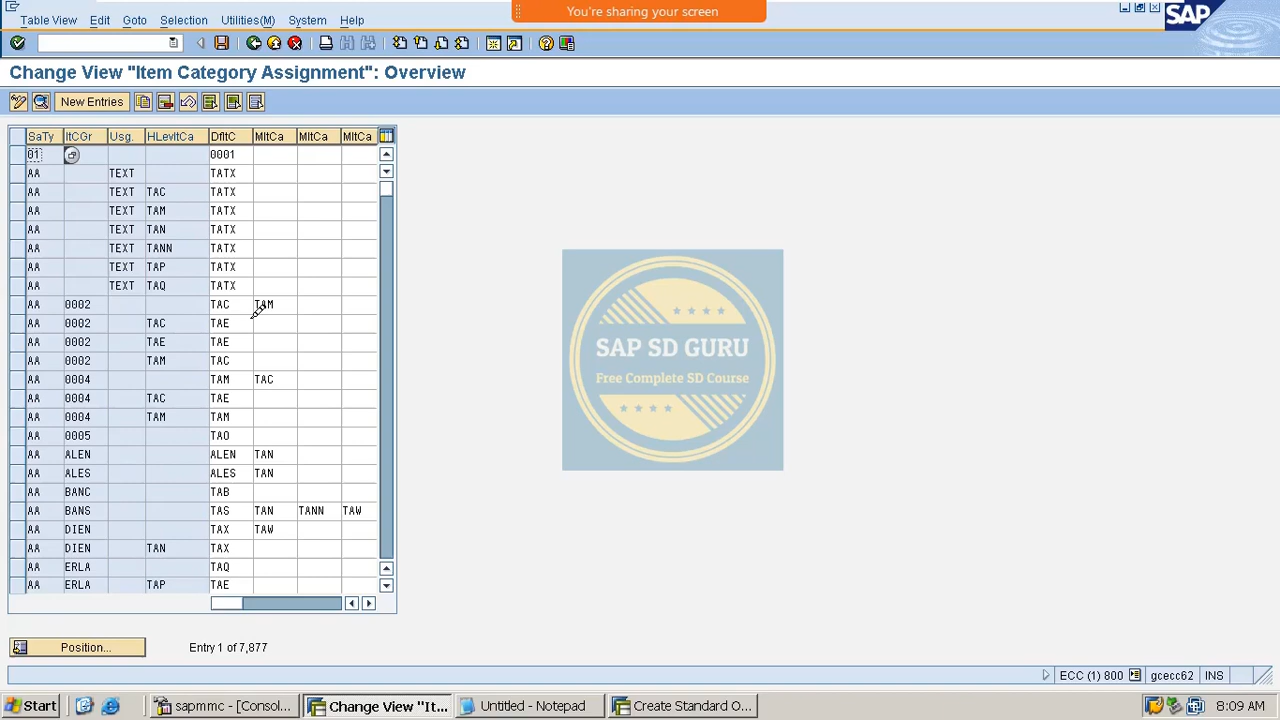 You're sharing your screen
Table View Edit Goto Selection Utilities(M) System Help
SAP
Change View "Item Category Assignment": Overview
New Entries
SaTy ItCGr Usg. HLevItCa DfItC MItCa MItCa MItCa
01 0001
AA TEXT TATX
AA TEXT TAC TATX
AA TEXT TAM TATX
AA TEXT TAN TATX
AA TEXT TANN TATX
AA TEXT TAP TATX
AA TEXT TAQ TATX
AA 0002 TAC TAM
AA 0002 TAC TAE
AA 0002 TAE TAE
AA 0002 TAM TAC
AA 0004 TAM TAC
AA 0004 TAC TAE
AA 0004 TAM TAM
AA 0005 TAO
AA ALEN ALEN TAN
AA ALES ALES TAN
AA BANC TAB
AA BANS TAS TAN TANN TAW
AA DIEN TAX TAW
AA DIEN TAN TAX
AA ERLA TAQ
AA ERLA TAP TAE
SAP SD GURU
Free Complete SD Course
Position... Entry 1 of 7,877
ECC (1) 800 gcecc62 INS
Start sapmmc - [Consol... Change View "It... Untitled - Notepad Create Standard O... 8:09 AM